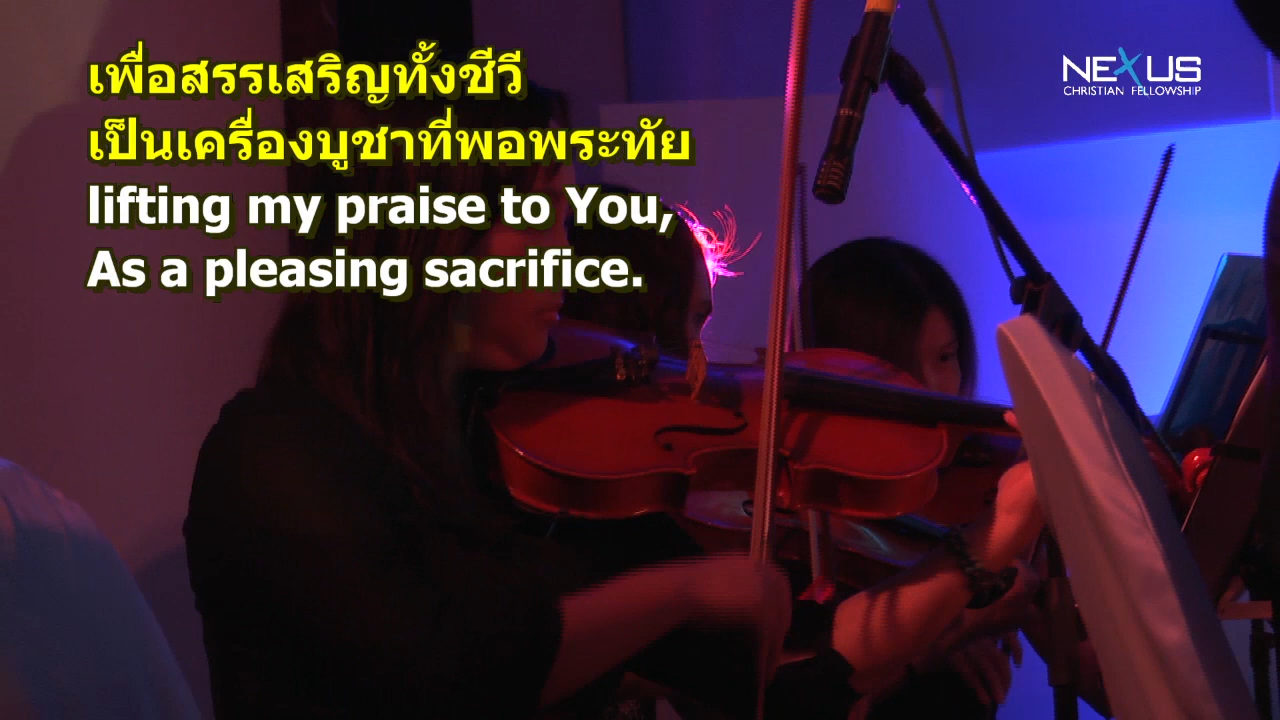 เพื่อสรรเสริญทั้งชีวี
เป็นเครื่องบูชาที่พอพระทัย
lifting my praise to You,
As a pleasing sacrifice.
NEXUS
CHRISTIAN FELLOWSHIP